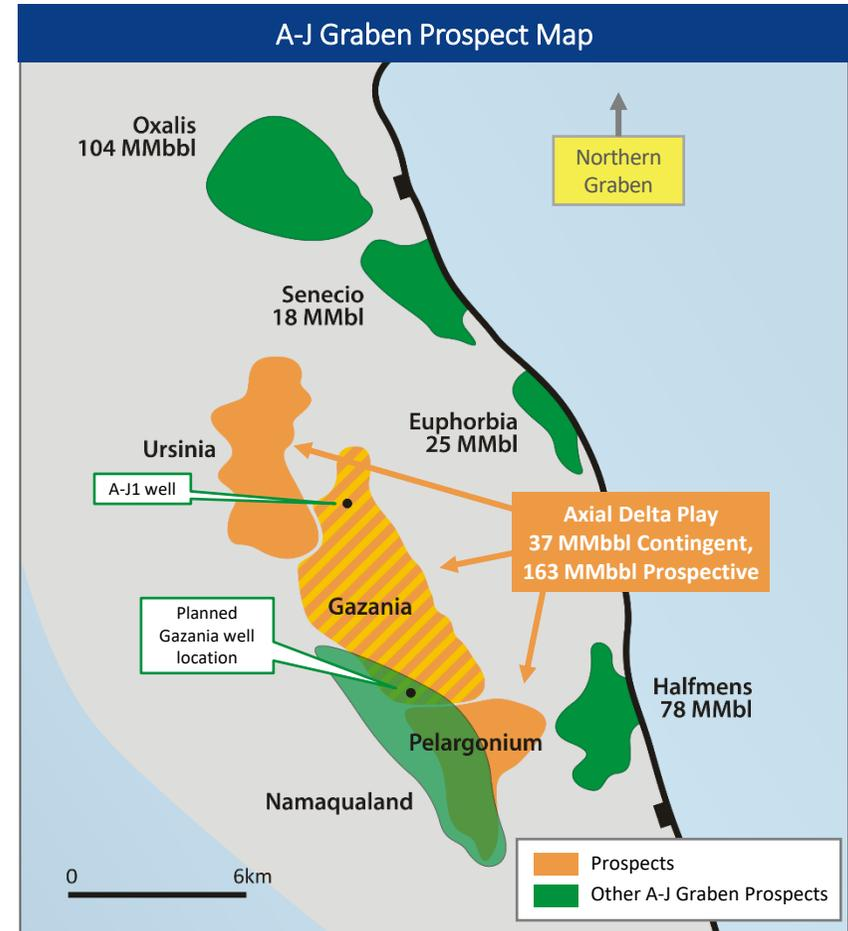 A-J Graben Prospect Map
Oxalis
104 MMbbl
Northern
Graben
Senecio
18 MMbl
Euphorbia
25 MMbl
Ursinia
A-J1 well
Axial Delta Play
37 MMbbl Contingent,
163 MMbbl Prospective
Gazania
Planned
Gazania well
location
Halfmens
78 MMbl
Pelargonium
Namaqualand
0 6km
Prospects
Other A-J Graben Prospects